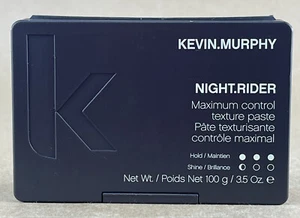 KEVIN.MURPHY
NIGHT.RIDER
Maximum control
texture paste
Pâte texturisante
contrôle maximal
Hold / Maintien
Shine / Brillance
Net Wt. / Poids Net 100 g / 3.5 Oz. ℮